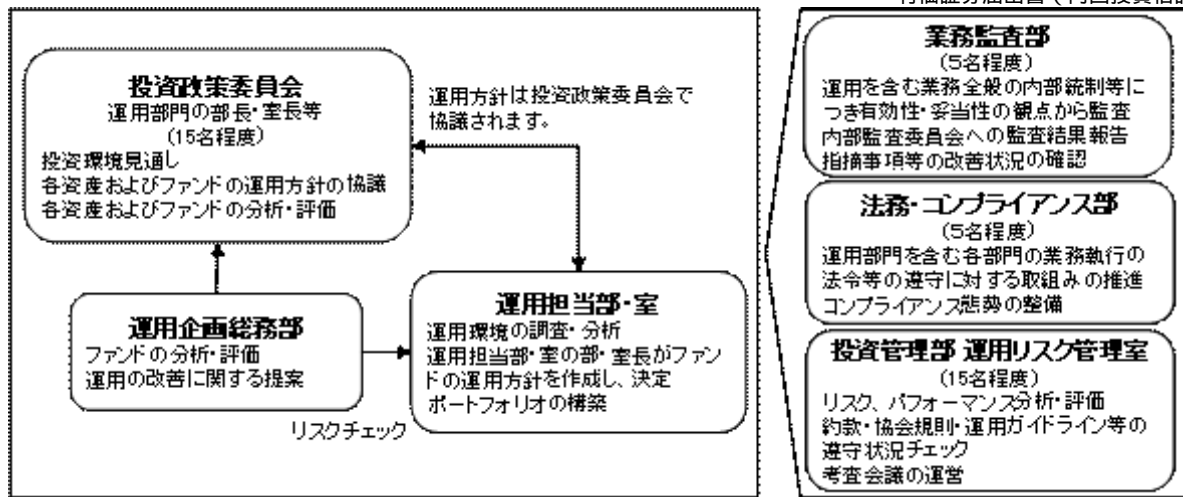 投資政策委員会
運用部門の部長・室長等
(15名程度)
投資環境見通し
各資産およびファンドの運用方針の協議
各資産およびファンドの分析・評価
運用方針は投資政策委員会で
協議されます。
運用企画総務部
ファンドの分析・評価
運用の改善に関する提案
リスクチェック
運用担当部・室
運用環境の調査・分析
運用担当部・室の部・室長がファン
ドの運用方針を作成し、決定
ポートフォリオの構築
業務監査部
(5名程度)
運用を含む業務全般の内部統制等に
つき有効性・妥当性の観点から監査
内部監査委員会への監査結果報告
指摘事項等の改善状況の確認
法務・コンプライアンス部
(5名程度)
運用部門を含む各部門の業務執行の
法令等の遵守に対する取組みの推進
コンプライアンス態勢の整備
投資管理部 運用リスク管理室
(15名程度)
リスク、パフォーマンス分析・評価
約款・協会規則・運用ガイドライン等の
遵守状況チェック
考査会議の運営